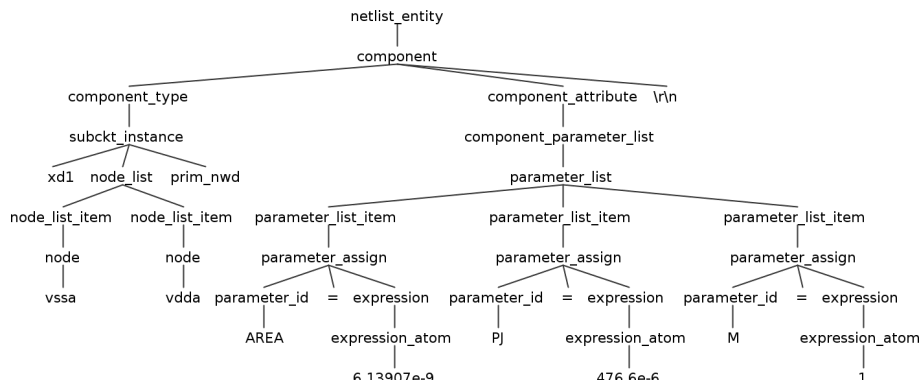 netlist_entity
component
component_type component_attribute \r\n
subckt_instance component_parameter_list
xd1 node_list prim_nwd parameter_list
node_list_item node_list_item parameter_list_item parameter_list_item parameter_list_item
node node parameter_assign parameter_assign parameter_assign
vssa vdda parameter_id = expression parameter_id = expression parameter_id = expression
AREA expression_atom PJ expression_atom M expression_atom
6.13907e-9 476.6e-6 1